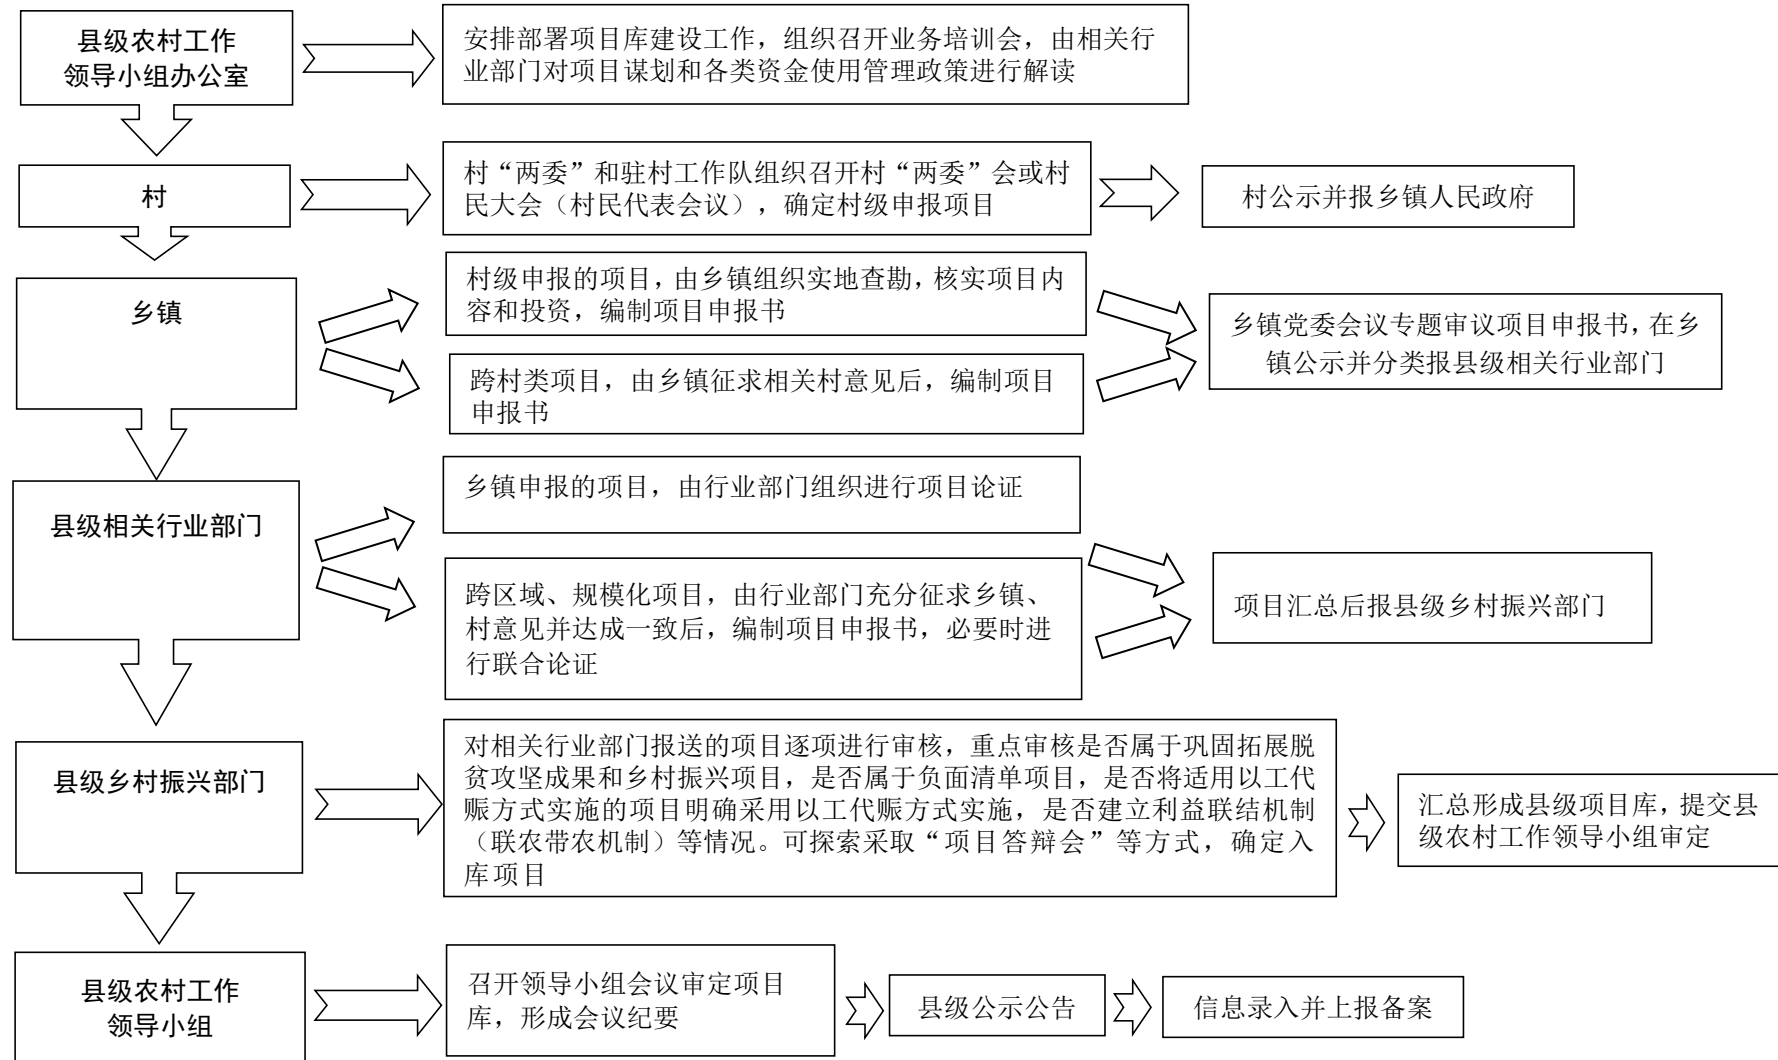 县级农村工作
领导小组办公室
安排部署项目库建设工作，组织召开业务培训会，由相关行
业部门对项目谋划和各类资金使用管理政策进行解读
村
村“两委”和驻村工作队组织召开村“两委”会或村
民大会（村民代表会议），确定村级申报项目
村公示并报乡镇人民政府
乡镇
村级申报的项目，由乡镇组织实地查勘，核实项目内
容和投资，编制项目申报书
跨村类项目，由乡镇征求相关村意见后，编制项目
申报书
乡镇党委会议专题审议项目申报书，在乡
镇公示并分类报县级相关行业部门
县级相关行业部门
乡镇申报的项目，由行业部门组织进行项目论证
跨区域、规模化项目，由行业部门充分征求乡镇、
村意见并达成一致后，编制项目申报书，必要时进
行联合论证
项目汇总后报县级乡村振兴部门
县级乡村振兴部门
对相关行业部门报送的项目逐项进行审核，重点审核是否属于巩固拓展脱
贫攻坚成果和乡村振兴项目，是否属于负面清单项目，是否将适用以工代
赈方式实施的项目明确采用以工代赈方式实施，是否建立利益联结机制
（联农带农机制）等情况。可探索采取“项目答辩会”等方式，确定入
库项目
汇总形成县级项目库，提交县
级农村工作领导小组审定
县级农村工作
领导小组
召开领导小组会议审定项目
库，形成会议纪要
县级公示公告
信息录入并上报备案